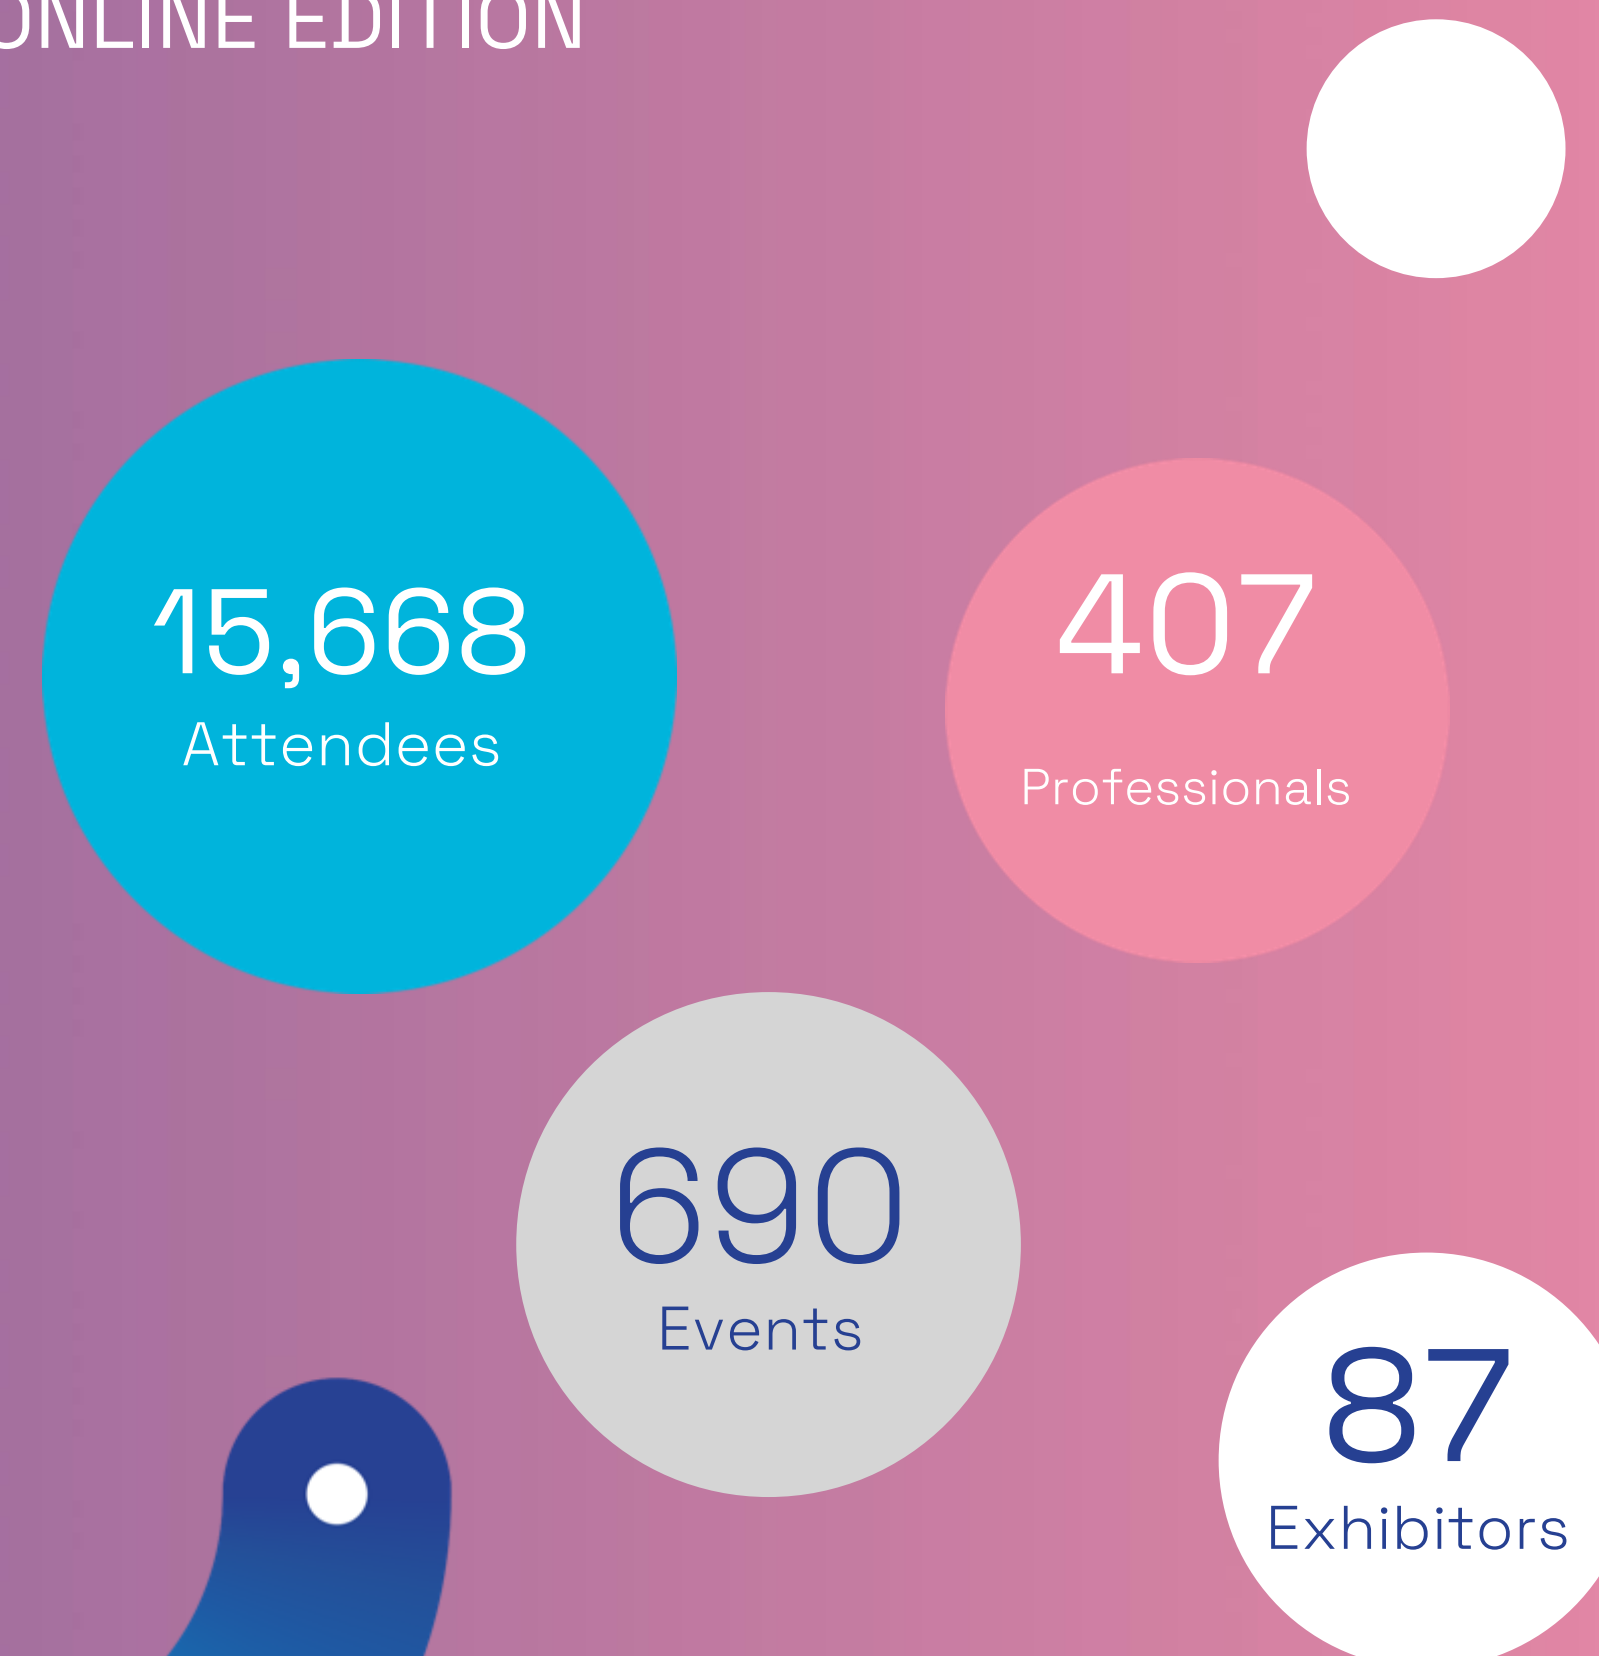 ONLINE EDITION
15,668
Attendees
407
Professionals
690
Events
87
Exhibitors